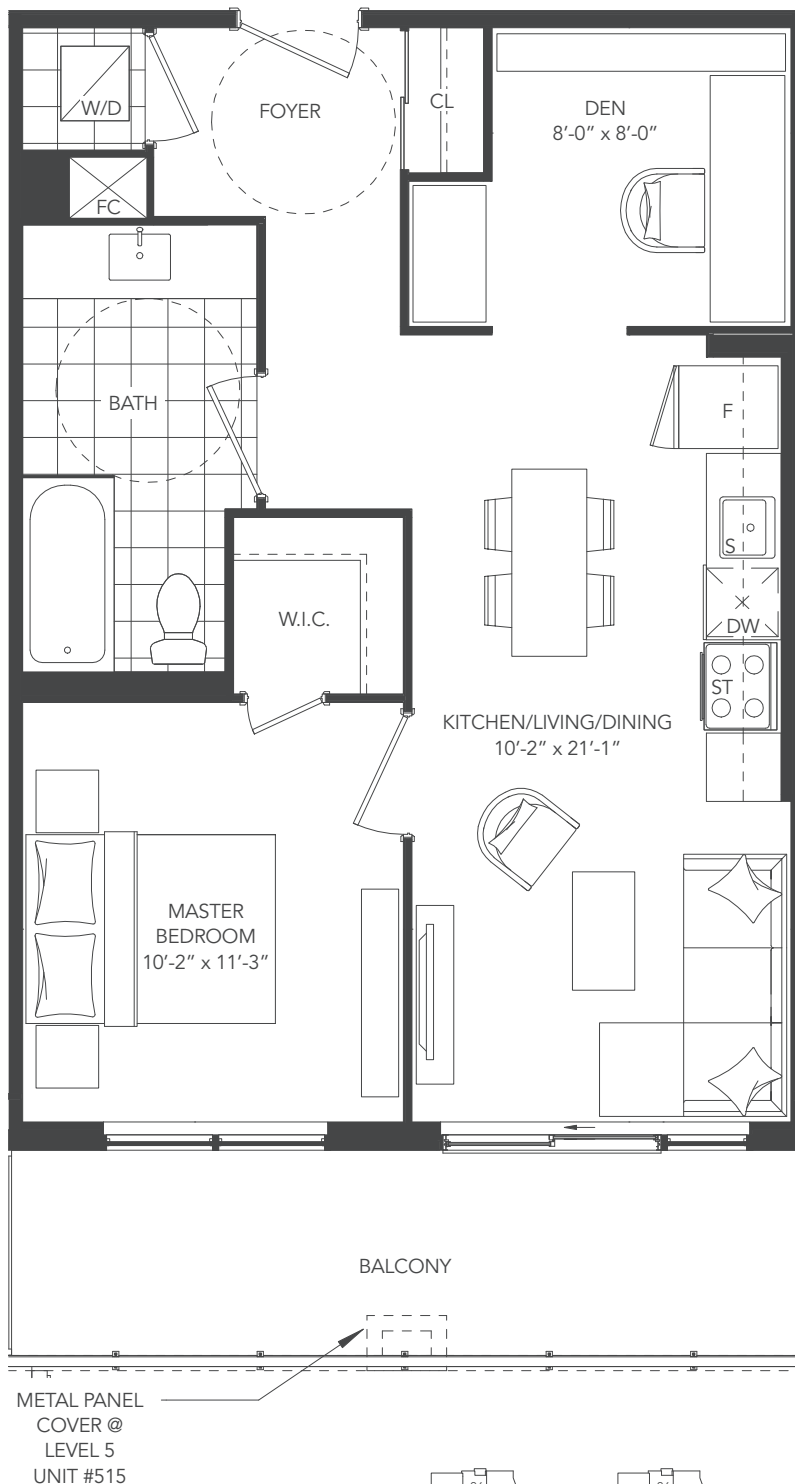 W/D
FOYER
CL
DEN
8'-0" x 8'-0"
FC
BATH
F
S
W.I.C.
DW
ST
KITCHEN/LIVING/DINING
10'-2" x 21'-1"
MASTER
BEDROOM
10'-2" x 11'-3"
BALCONY
METAL PANEL
COVER @
LEVEL 5
UNIT #515